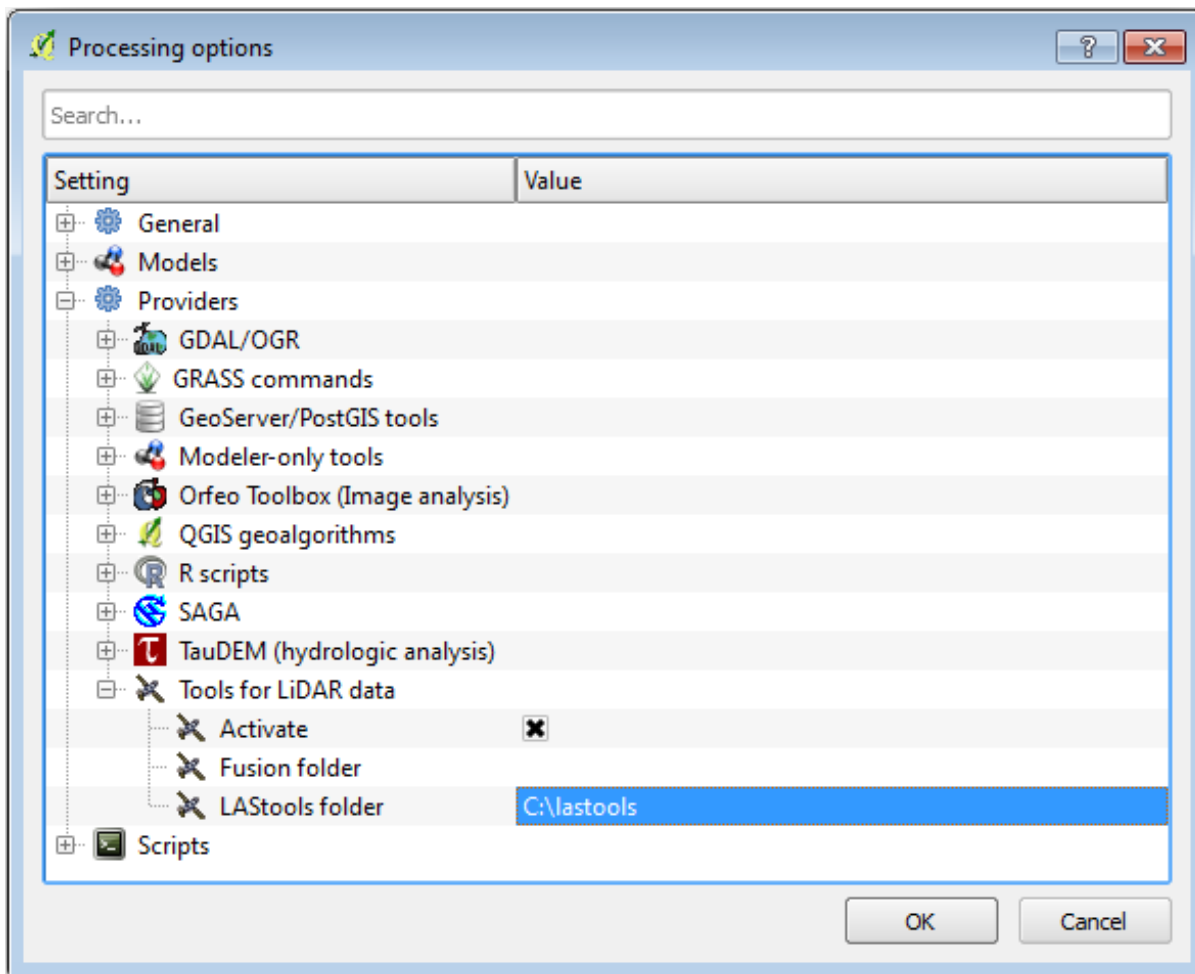 Processing options
Search...
Setting Value
General
Models
Providers
GDAL/OGR
GRASS commands
GeoServer/PostGIS tools
Modeler-only tools
Orfeo Toolbox (Image analysis)
QGIS geoalgorithms
R scripts
SAGA
TauDEM (hydrologic analysis)
Tools for LiDAR data
Activate
Fusion folder
LAStools folder C:\lastools
Scripts
OK Cancel